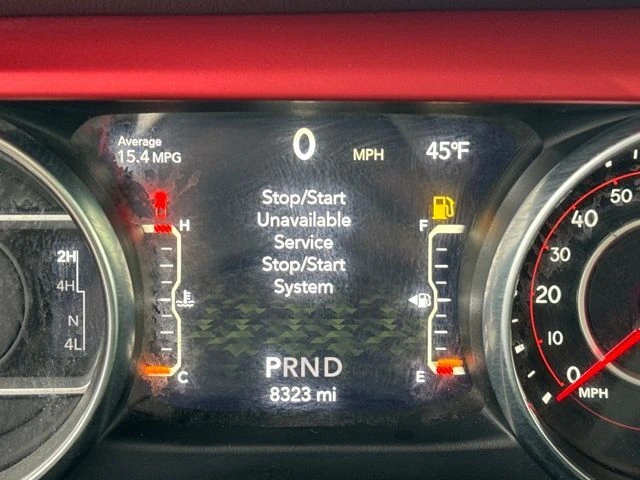 Average
15.4 MPG
0 MPH
45°F
Stop/Start
Unavailable
Service
Stop/Start
System
H
C
F
E
2H
4H
N
4L
PRND
8323 mi
50
40
30
20
10
0
MPH